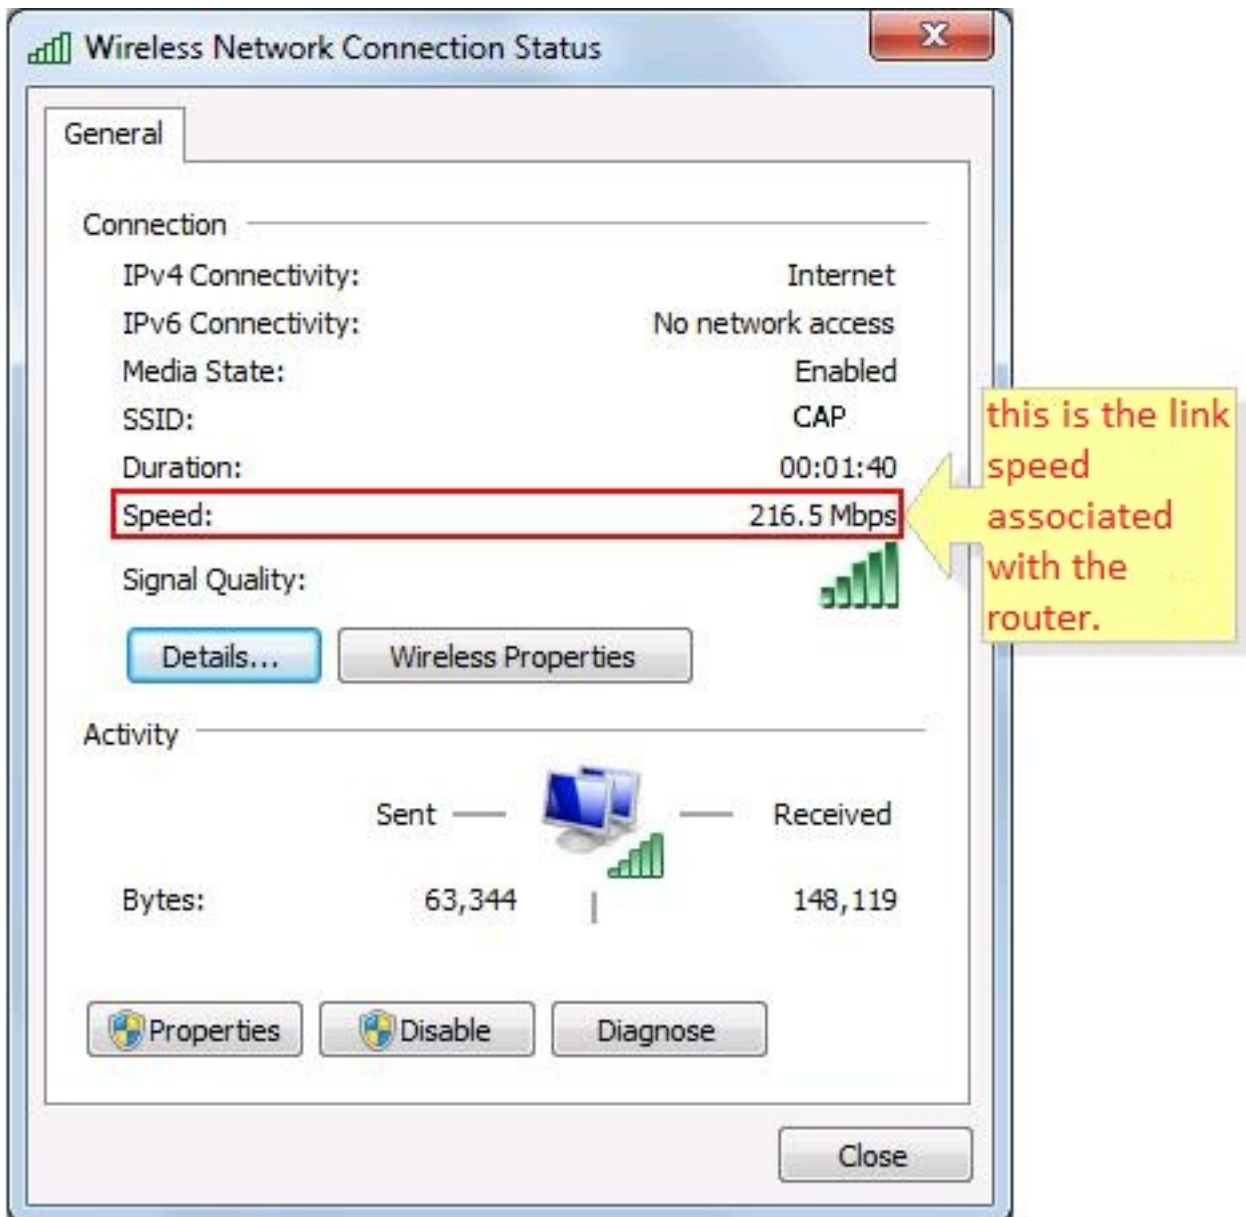 Wireless Network Connection Status
x
General
Connection
IPv4 Connectivity: Internet
IPv6 Connectivity: No network access
Media State: Enabled
SSID: CAP
Duration: 00:01:40
Speed: 216.5 Mbps
Signal Quality:
this is the link
speed
associated
with the
router.
Details... Wireless Properties
Activity
Sent Received
Bytes: 63,344 148,119
Properties Disable Diagnose
Close